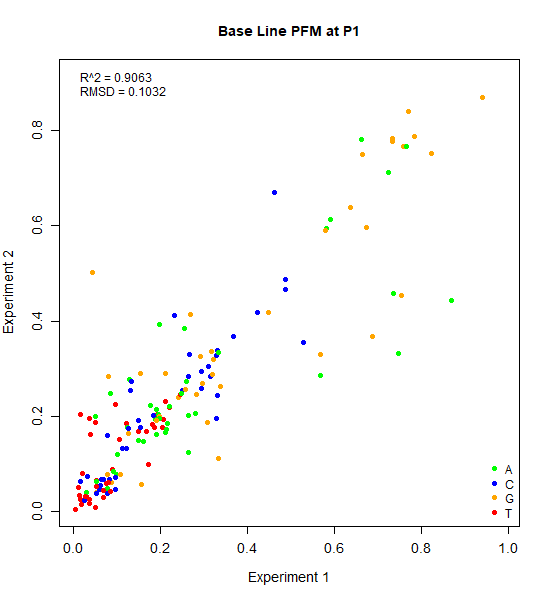 Base Line PFM at P1
R^2 = 0.9063
RMSD = 0.1032
Experiment 2
0.0
0.2
0.4
0.6
0.8
A
C
G
T
0.0 0.2 0.4 0.6 0.8 1.0
Experiment 1